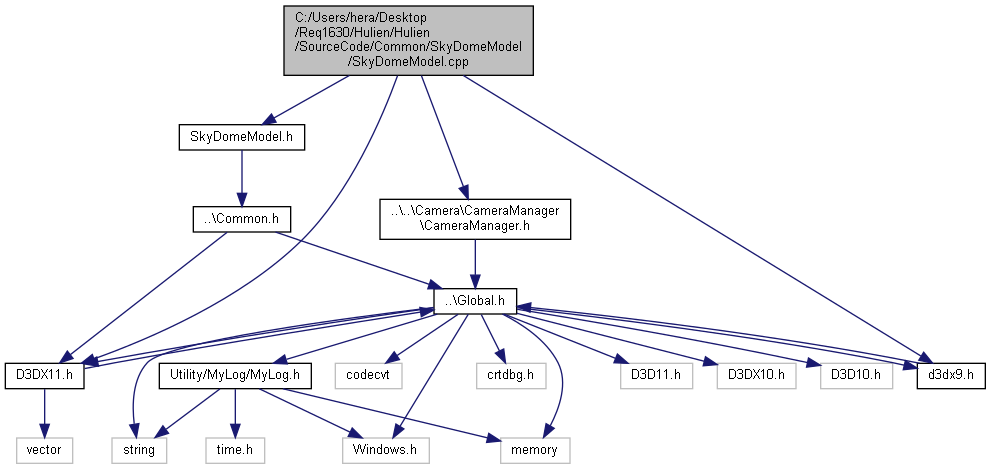 C:/Users/hera/Desktop
/Req1630/Hulien/Hulien
/SourceCode/Common/SkyDomeModel
/SkyDomeModel.cpp
SkyDomeModel.h
..\Common.h
..\..\Camera\CameraManager
\CameraManager.h
..\Global.h
D3DX11.h
Utility/MyLog/MyLog.h
codecvt
crtdbg.h
D3D11.h
D3DX10.h
D3D10.h
d3dx9.h
vector
string
time.h
Windows.h
memory